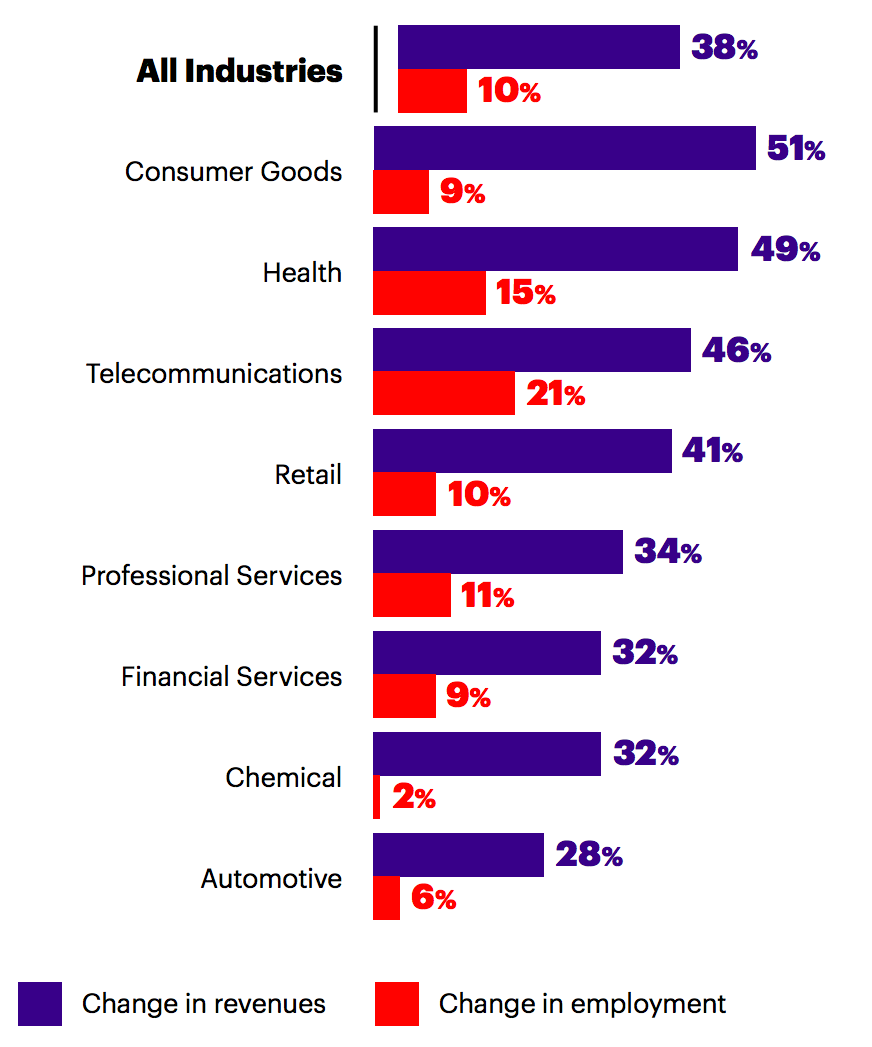 All Industries
38%
10%
Consumer Goods
51%
9%
Health
49%
15%
Telecommunications
46%
21%
Retail
41%
10%
Professional Services
34%
11%
Financial Services
32%
9%
Chemical
32%
2%
Automotive
28%
6%
Change in revenues
Change in employment